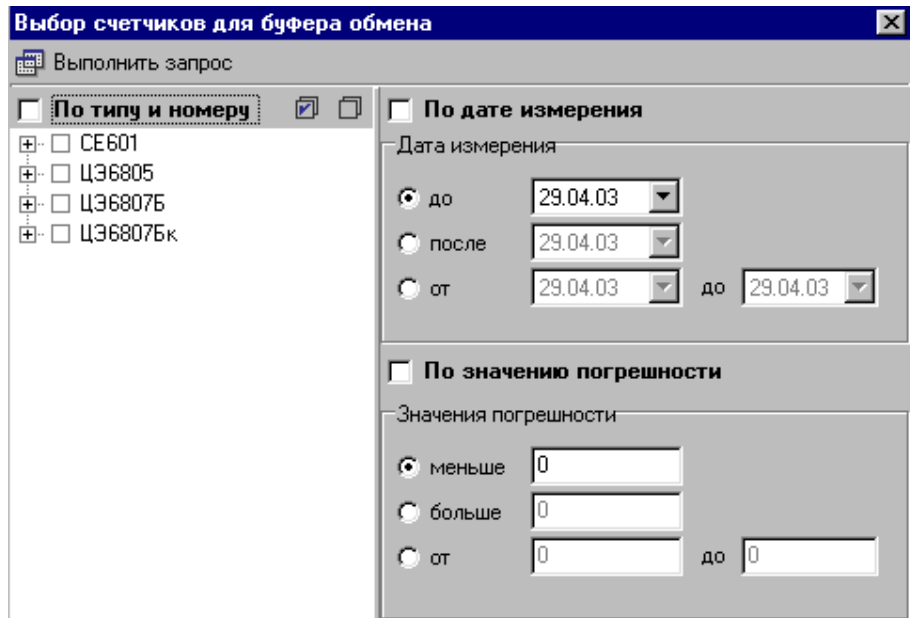 Выбор счетчиков для буфера обмена
Выполнить запрос
По типу и номеру
СЕ601
ЦЭ6805
ЦЭ6807Б
ЦЭ6807Бк
По дате измерения
Дата измерения
до 29.04.03
после 29.04.03
от 29.04.03 до 29.04.03
По значению погрешности
Значения погрешности
меньше 0
больше 0
от 0 до 0